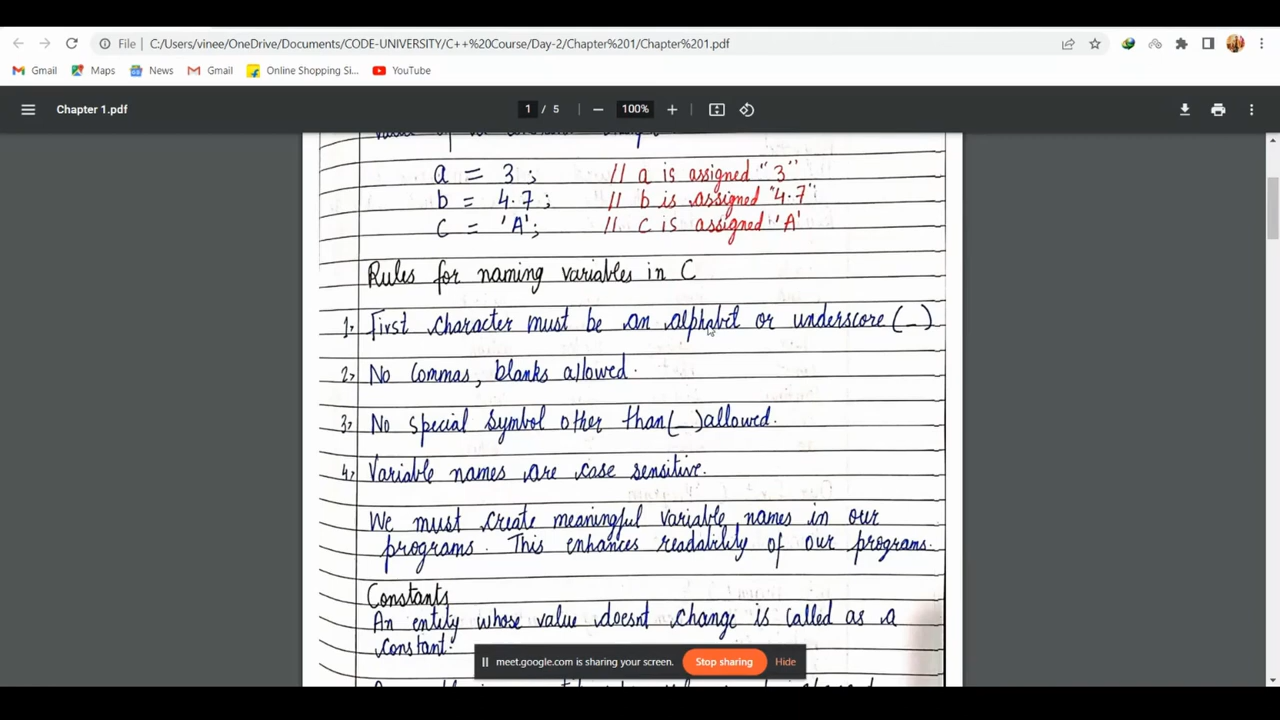 File C:/Users/vinee/OneDrive/Documents/CODE-UNIVERSITY/C++%20Course/Day-2/Chapter%201/Chapter%201.pdf
Gmail Maps News Gmail Online Shopping Si... YouTube
Chapter 1.pdf 1 / 5 100%
a = 3 ; // a is assigned "3"
b = 4.7 ; // b is assigned "4.7";
C = 'A'; // c is assigned 'A'
Rules for naming variables in C
1> First character must be an alphabet or underscore (_)
2> No Commas, blanks allowed.
3> No special symbol other than (_) allowed.
4> Variable names are case sensitive.
We must create meaningful variable names in our
programs. This enhances readability of our programs.
Constants
An entity whose value doesnt change is called as a
constant.
meet.google.com is sharing your screen. Stop sharing Hide